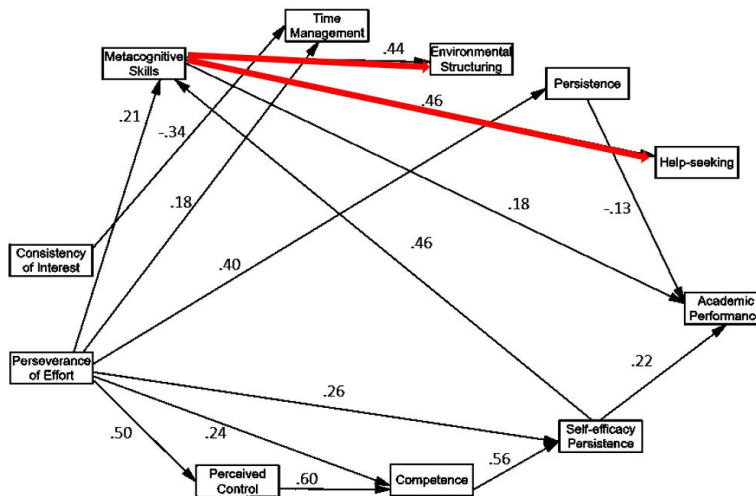 Time
Management
.44
Environmental
Structuring
Metacognitive
Skills
Persistence
.21
-.34
.46
Help-seeking
.18
.18
-.13
.46
Consistency
of Interest
.40
Academic
Performance
Perseverance
of Effort
.22
.26
Self-efficacy
Persistence
.50
.24
.56
Perceived
Control
.60
Competence